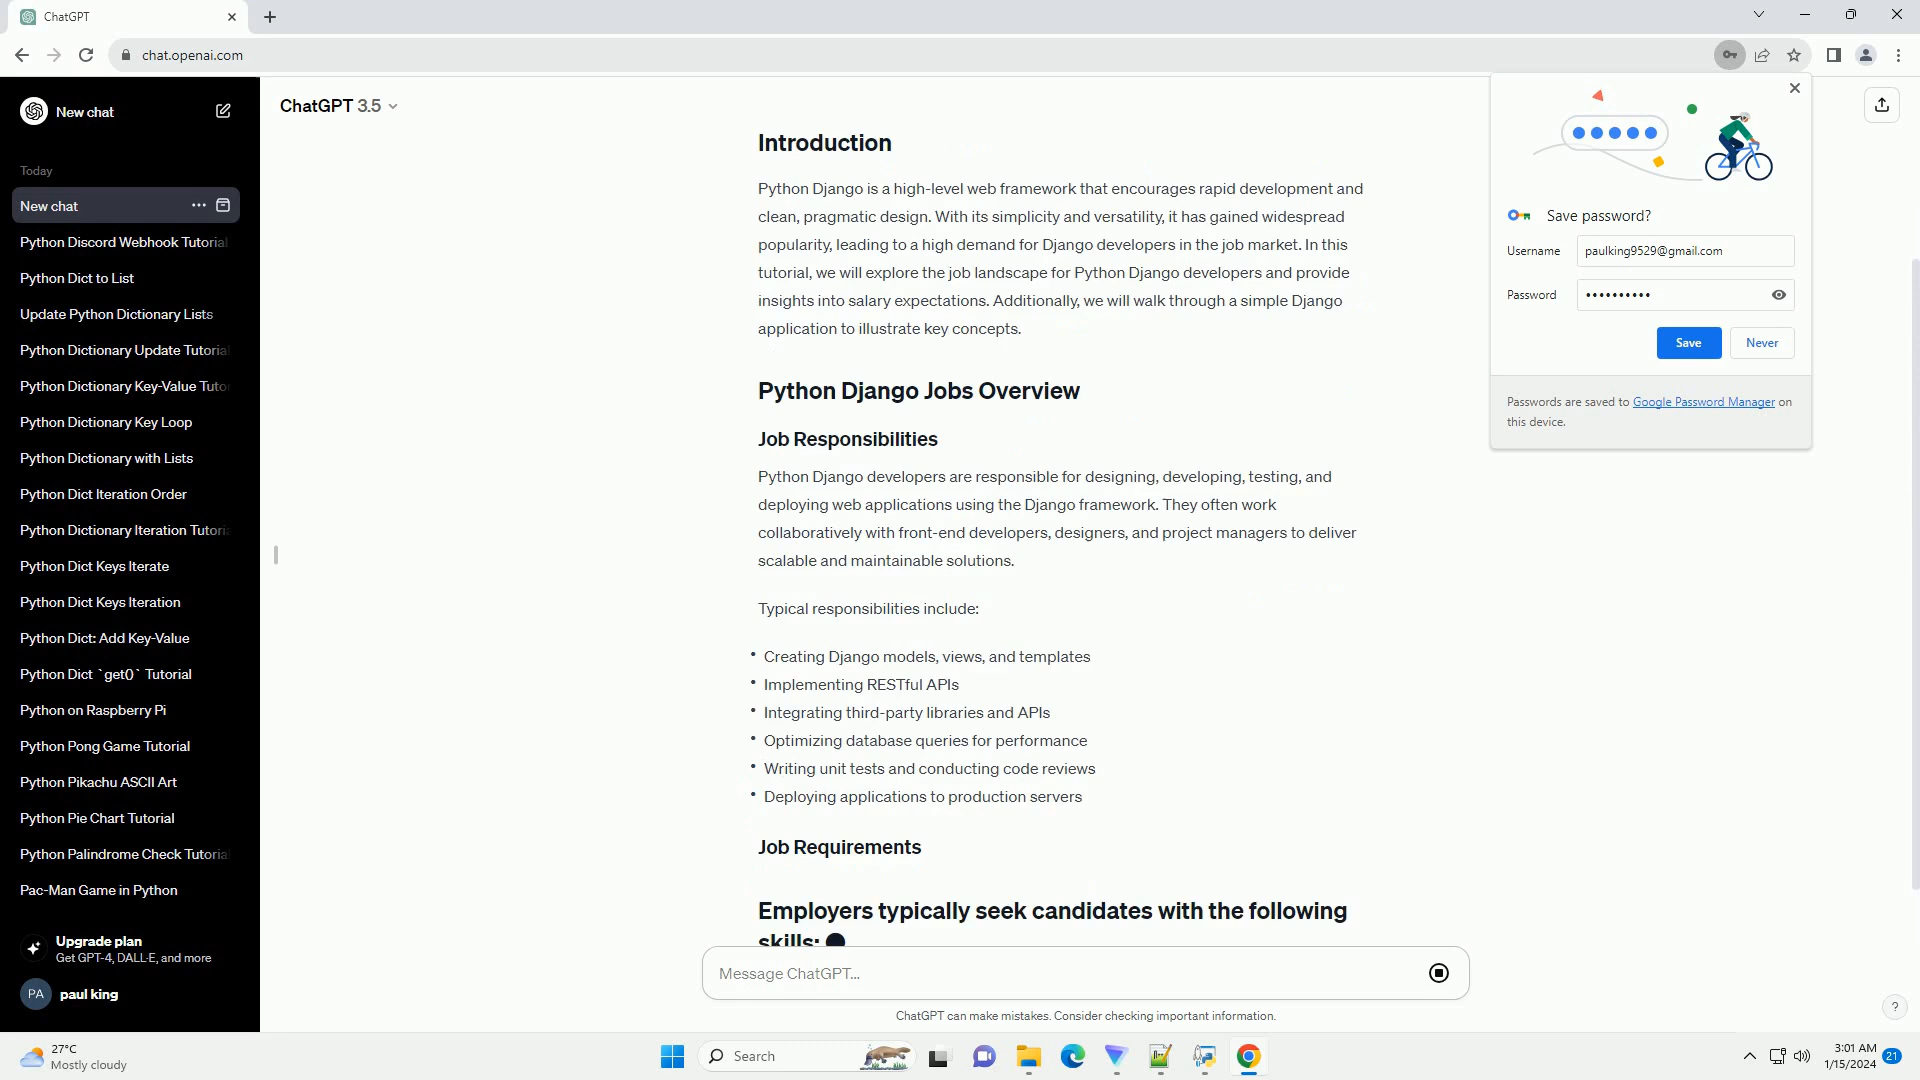 ChatGPT
chat.openai.com
New chat
Today
New chat
Python Discord Webhook Tutorial
Python Dict to List
Update Python Dictionary Lists
Python Dictionary Update Tutorial
Python Dictionary Key-Value Tuto
Python Dictionary Key Loop
Python Dictionary with Lists
Python Dict Iteration Order
Python Dictionary Iteration Tutoria
Python Dict Keys Iterate
Python Dict Keys Iteration
Python Dict: Add Key-Value
Python Dict `get()` Tutorial
Python on Raspberry Pi
Python Pong Game Tutorial
Python Pikachu ASCII Art
Python Pie Chart Tutorial
Python Palindrome Check Tutorial
Pac-Man Game in Python
Upgrade plan
Get GPT-4, DALL·E, and more
PA
paul king
ChatGPT 3.5
Introduction
Python Django is a high-level web framework that encourages rapid development and
clean, pragmatic design. With its simplicity and versatility, it has gained widespread
popularity, leading to a high demand for Django developers in the job market. In this
tutorial, we will explore the job landscape for Python Django developers and provide
insights into salary expectations. Additionally, we will walk through a simple Django
application to illustrate key concepts.
Python Django Jobs Overview
Job Responsibilities
Python Django developers are responsible for designing, developing, testing, and
deploying web applications using the Django framework. They often work
collaboratively with front-end developers, designers, and project managers to deliver
scalable and maintainable solutions.
Typical responsibilities include:
• Creating Django models, views, and templates
• Implementing RESTful APIs
• Integrating third-party libraries and APIs
• Optimizing database queries for performance
• Writing unit tests and conducting code reviews
• Deploying applications to production servers
Job Requirements
Employers typically seek candidates with the following
skills:
Message ChatGPT...
ChatGPT can make mistakes. Consider checking important information.
Save password?
Username
paulking9529@gmail.com
Password
••••••••••
Save
Never
Passwords are saved to Google Password Manager on
this device.
?
27°C
Mostly cloudy
Search
3:01 AM
1/15/2024
21